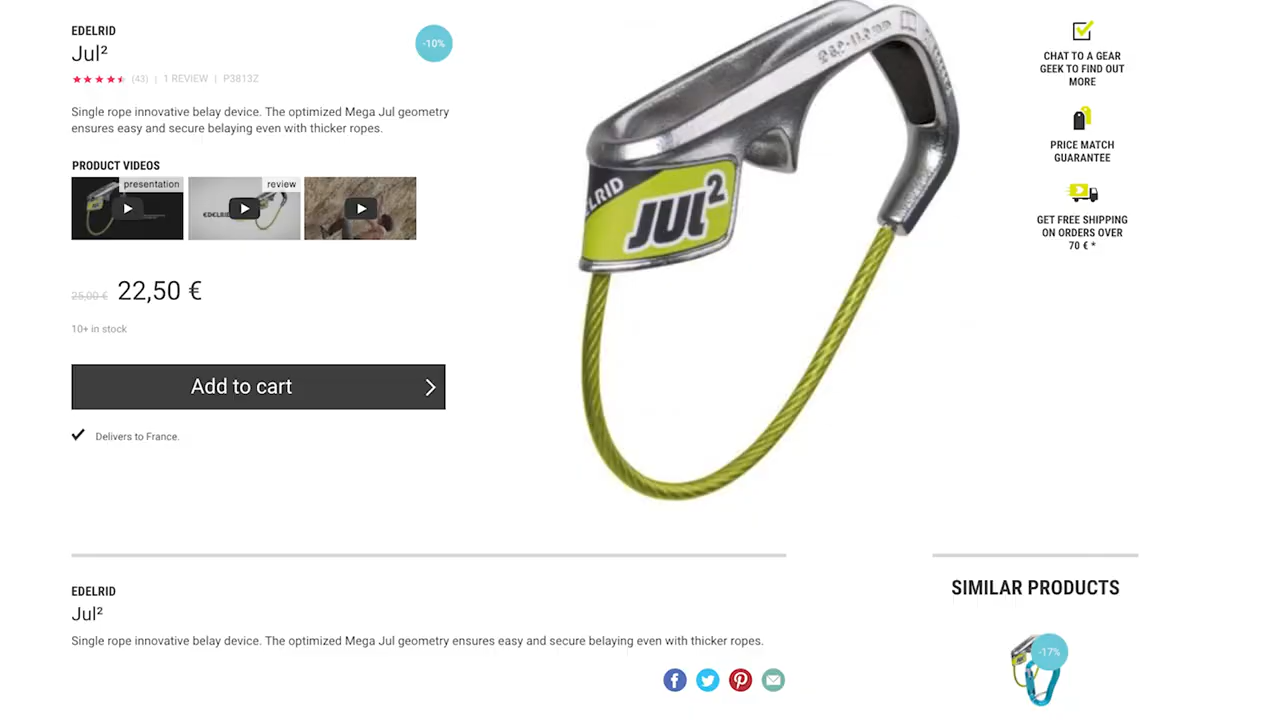 EDELRID
Jul²
-10%
(43) | 1 REVIEW | P3813Z
Single rope innovative belay device. The optimized Mega Jul geometry
ensures easy and secure belaying even with thicker ropes.
PRODUCT VIDEOS
presentation
review
EDELRID
25,00 € 22,50 €
10+ in stock
Add to cart
Delivers to France.
ELRID
JUL²
CHAT TO A GEAR
GEEK TO FIND OUT
MORE
PRICE MATCH
GUARANTEE
GET FREE SHIPPING
ON ORDERS OVER
70 € *
EDELRID
Jul²
Single rope innovative belay device. The optimized Mega Jul geometry ensures easy and secure belaying even with thicker ropes.
SIMILAR PRODUCTS
-17%